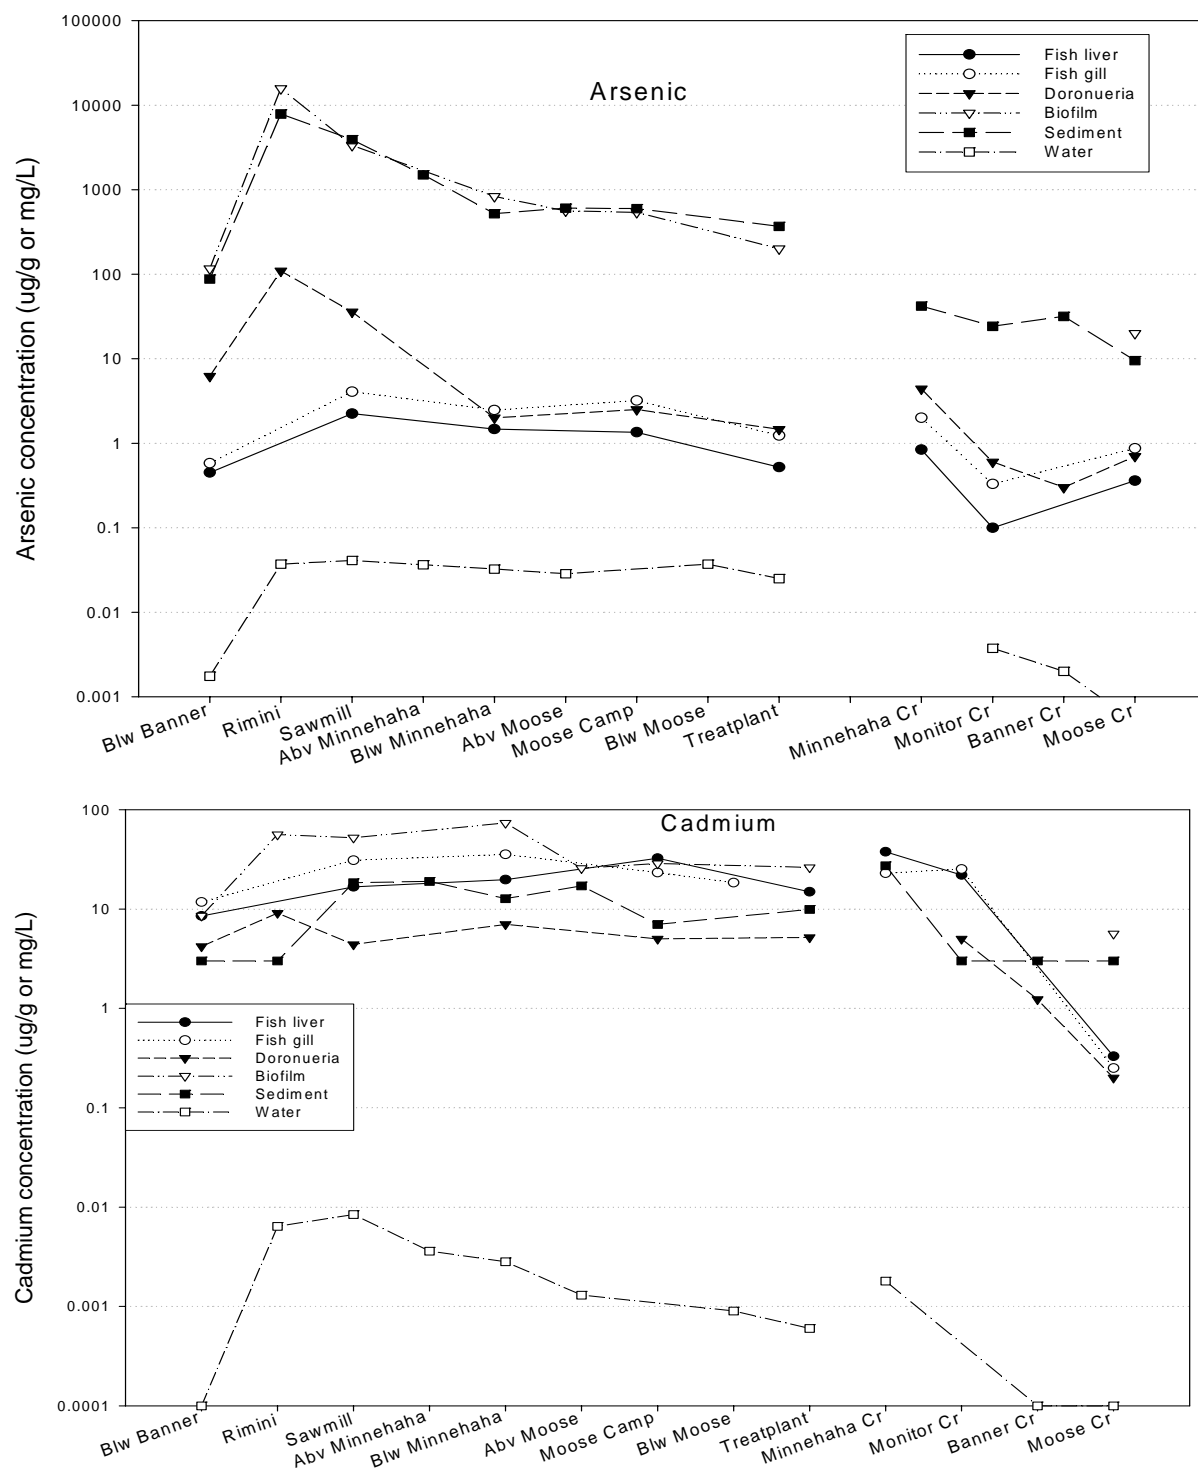 Arsenic concentration (ug/g or mg/L)
100000
10000
1000
100
10
1
0.1
0.01
0.001
Arsenic
Fish liver
Fish gill
Doronueria
Biofilm
Sediment
Water
Blw Banner
Rimini
Sawmill
Abv Minnehaha
Blw Minnehaha
Abv Moose
Moose Camp
Blw Moose
Treatplant
Minnehaha Cr
Monitor Cr
Banner Cr
Moose Cr
Cadmium concentration (ug/g or mg/L)
100
10
1
0.1
0.01
0.001
0.0001
Cadmium
Fish liver
Fish gill
Doronueria
Biofilm
Sediment
Water
Blw Banner
Rimini
Sawmill
Abv Minnehaha
Blw Minnehaha
Abv Moose
Moose Camp
Blw Moose
Treatplant
Minnehaha Cr
Monitor Cr
Banner Cr
Moose Cr